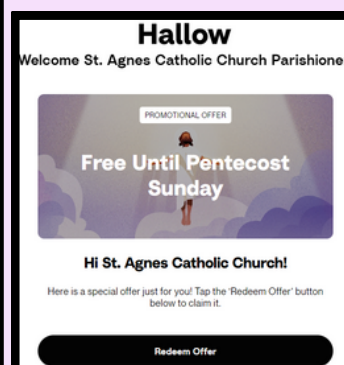 Hallow
Welcome St. Agnes Catholic Church Parishione
PROMOTIONAL OFFER
Free Until Pentecost
Sunday
Hi St. Agnes Catholic Church!
Here is a special offer just for you! Tap the 'Redeem Offer' button
below to claim it.
Redeem Offer